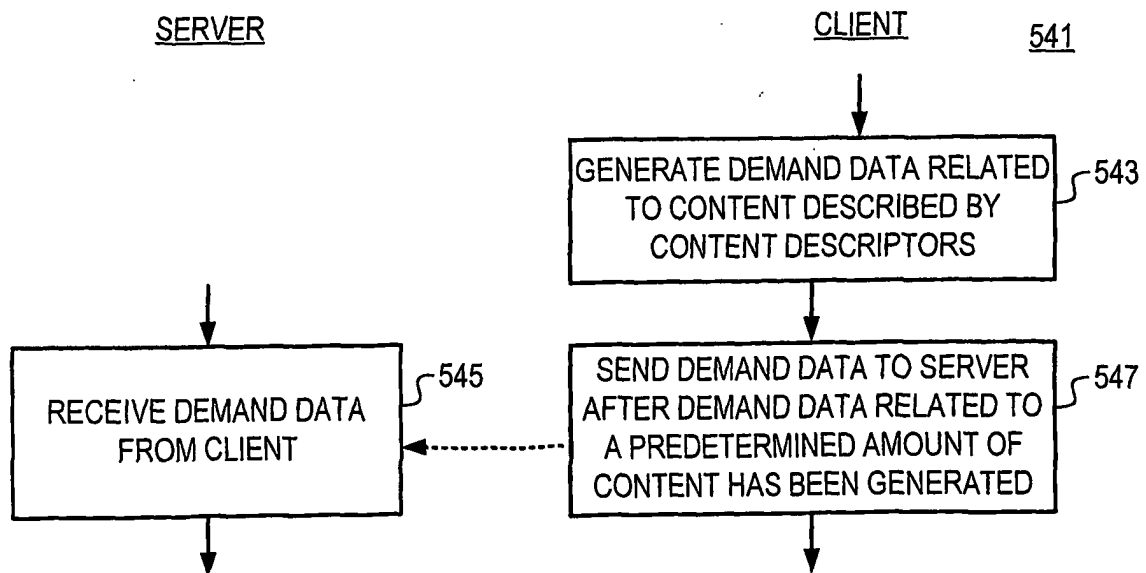 SERVER
CLIENT
541
GENERATE DEMAND DATA RELATED
TO CONTENT DESCRIBED BY
CONTENT DESCRIPTORS
543
RECEIVE DEMAND DATA
FROM CLIENT
545
SEND DEMAND DATA TO SERVER
AFTER DEMAND DATA RELATED TO
A PREDETERMINED AMOUNT OF
CONTENT HAS BEEN GENERATED
547